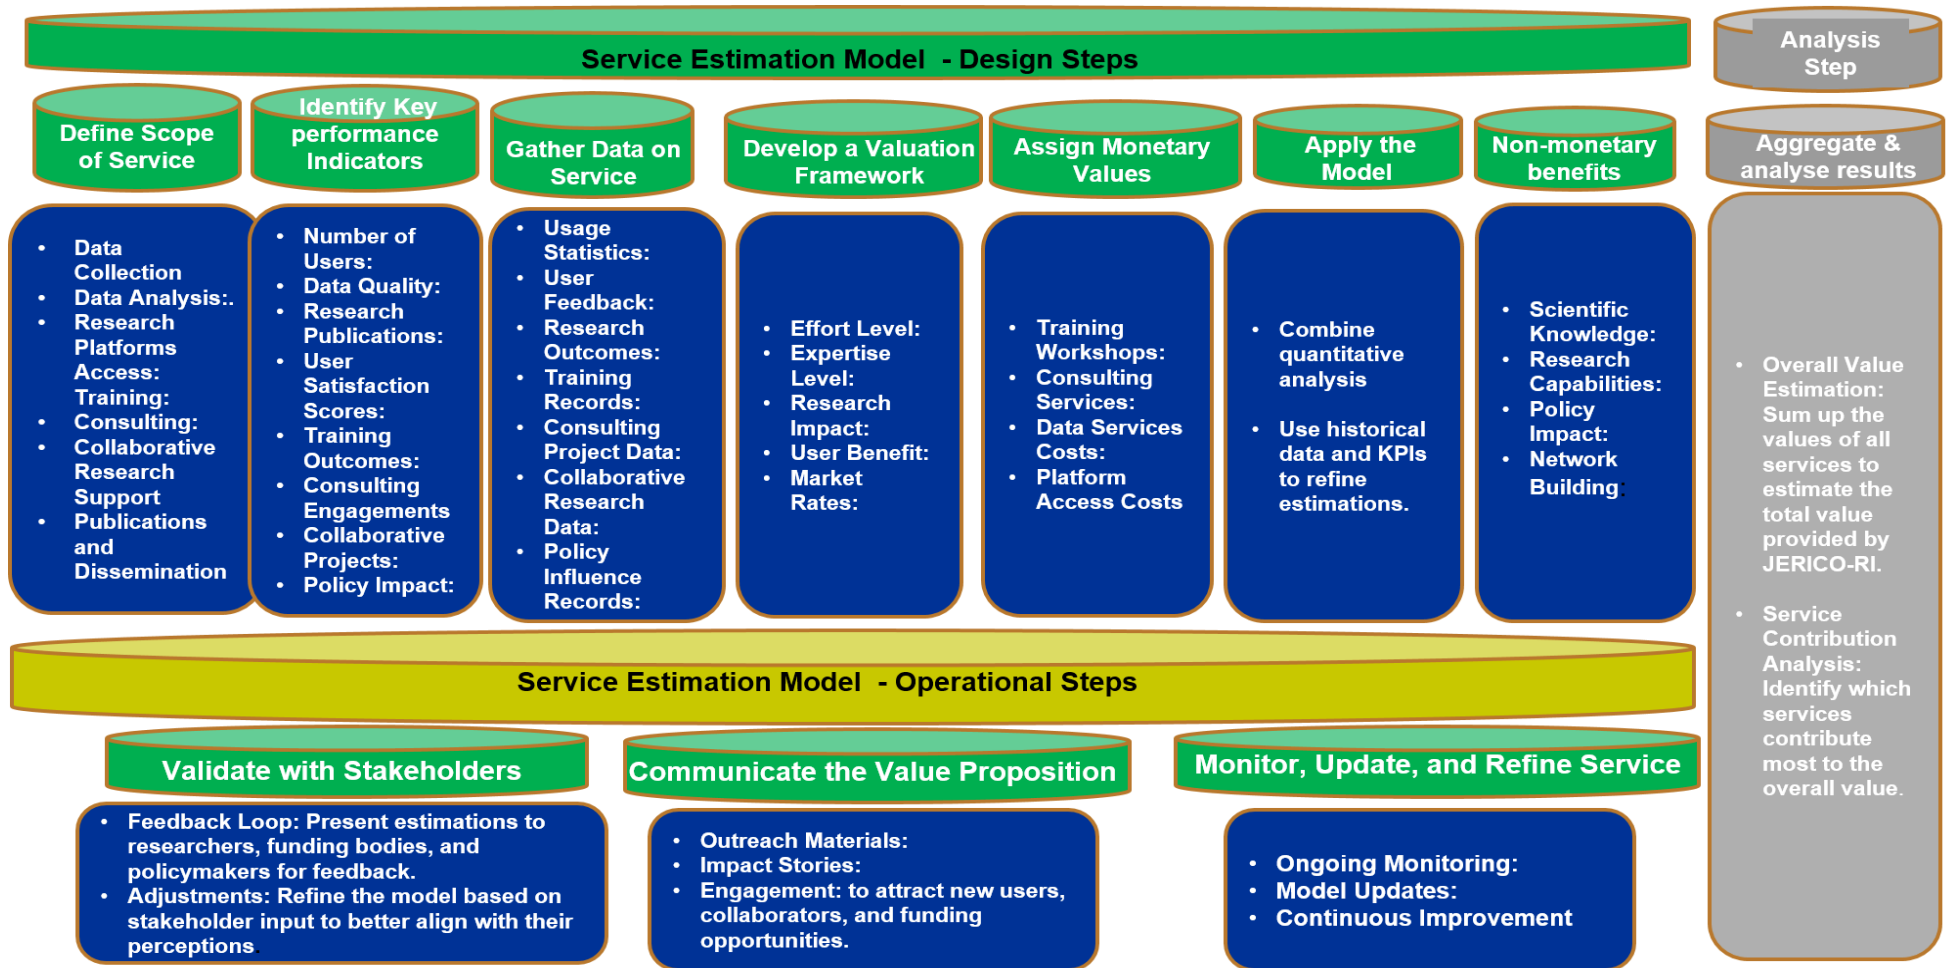 Service Estimation Model - Design Steps
Analysis
Step
Define Scope
of Service
Identify Key
performance
Indicators
Gather Data on
Service
Develop a Valuation
Framework
Assign Monetary
Values
Apply the
Model
Non-monetary
benefits
Aggregate &
analyse results
• Data
Collection
• Data Analysis:.
• Research
Platforms
Access:
Training:
• Consulting:
• Collaborative
Research
Support
• Publications
and
Dissemination
• Number of
Users:
• Data Quality:
• Research
Publications:
• User
Satisfaction
Scores:
• Training
Outcomes:
• Consulting
Engagements
• Collaborative
Projects:
• Policy Impact:
• Usage
Statistics:
• User
Feedback:
• Research
Outcomes:
• Training
Records:
• Consulting
Project Data:
• Collaborative
Research
Data:
• Policy
Influence
Records:
• Effort Level:
• Expertise
Level:
• Research
Impact:
• User Benefit:
• Market
Rates:
• Training
Workshops:
• Consulting
Services:
• Data Services
Costs:
• Platform
Access Costs
• Combine
quantitative
analysis
• Use historical
data and KPIs
to refine
estimations.
• Scientific
Knowledge:
• Research
Capabilities:
• Policy
Impact:
• Network
Building:
• Overall Value
Estimation:
Sum up the
values of all
services to
estimate the
total value
provided by
JERICO-RI.
• Service
Contribution
Analysis:
Identify which
services
contribute
most to the
overall value.
Service Estimation Model - Operational Steps
Validate with Stakeholders
Communicate the Value Proposition
Monitor, Update, and Refine Service
• Feedback Loop: Present estimations to
researchers, funding bodies, and
policymakers for feedback.
• Adjustments: Refine the model based on
stakeholder input to better align with their
perceptions.
• Outreach Materials:
• Impact Stories:
• Engagement: to attract new users,
collaborators, and funding
opportunities.
• Ongoing Monitoring:
• Model Updates:
• Continuous Improvement